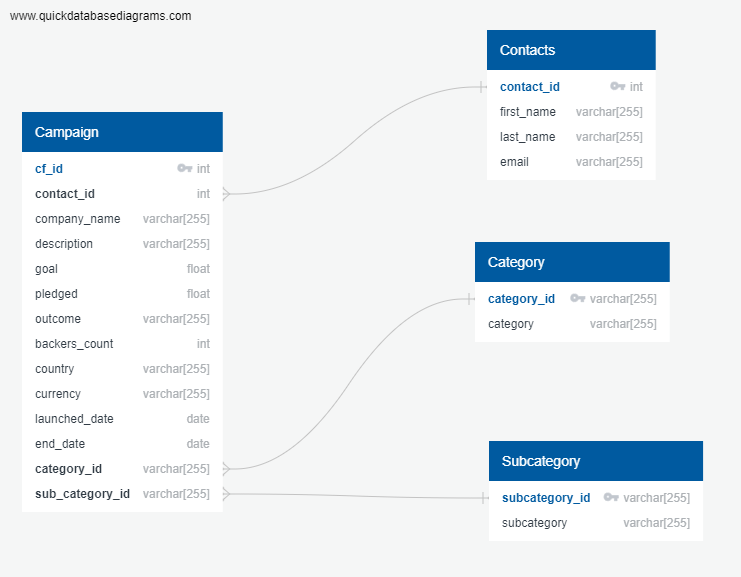 www.quickdatabasediagrams.com
Contacts
contact_id int
first_name varchar[255]
last_name varchar[255]
email varchar[255]
Campaign
cf_id int
contact_id int
company_name varchar[255]
description varchar[255]
goal float
pledged float
outcome varchar[255]
backers_count int
country varchar[255]
currency varchar[255]
launched_date date
end_date date
category_id varchar[255]
sub_category_id varchar[255]
Category
category_id varchar[255]
category varchar[255]
Subcategory
subcategory_id varchar[255]
subcategory varchar[255]